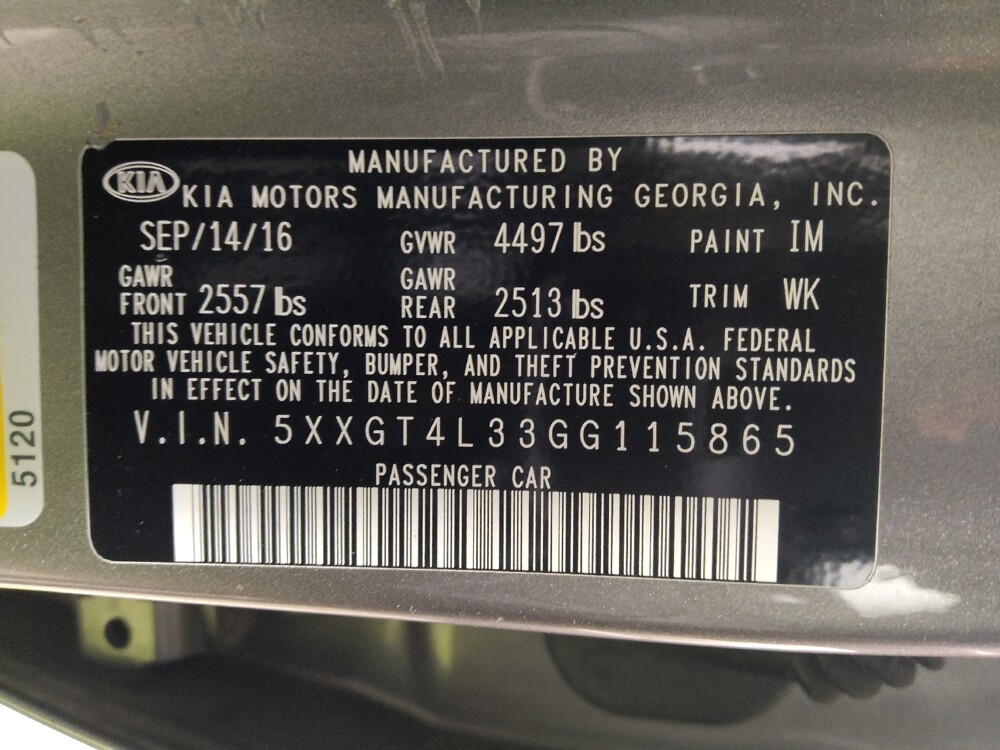 MANUFACTURED BY
KIA KIA MOTORS MANUFACTURING GEORGIA, INC.
SEP/14/16 GVWR 4497 lbs PAINT IM
GAWR FRONT 2557 lbs GAWR REAR 2513 lbs TRIM WK
THIS VEHICLE CONFORMS TO ALL APPLICABLE U.S.A. FEDERAL
MOTOR VEHICLE SAFETY, BUMPER, AND THEFT PREVENTION STANDARDS
IN EFFECT ON THE DATE OF MANUFACTURE SHOWN ABOVE.
V.I.N. 5XXGT4L33GG115865
PASSENGER CAR
5120